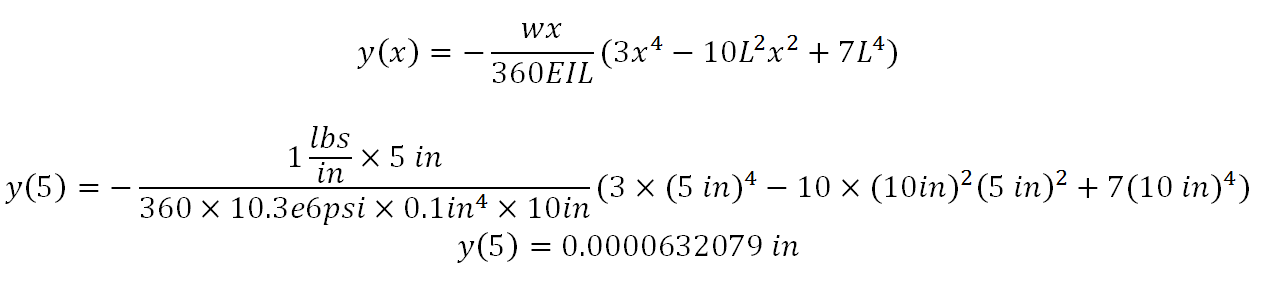 y(x) = −wx/360EIL (3x⁴ − 10L²x² + 7L⁴)
y(5) = −1 lbs/in × 5 in/360 × 10.3e6psi × 0.1in⁴ × 10in (3 × (5 in)⁴ − 10 × (10in)²(5 in)² + 7(10 in)⁴)
y(5) = 0.0000632079 in